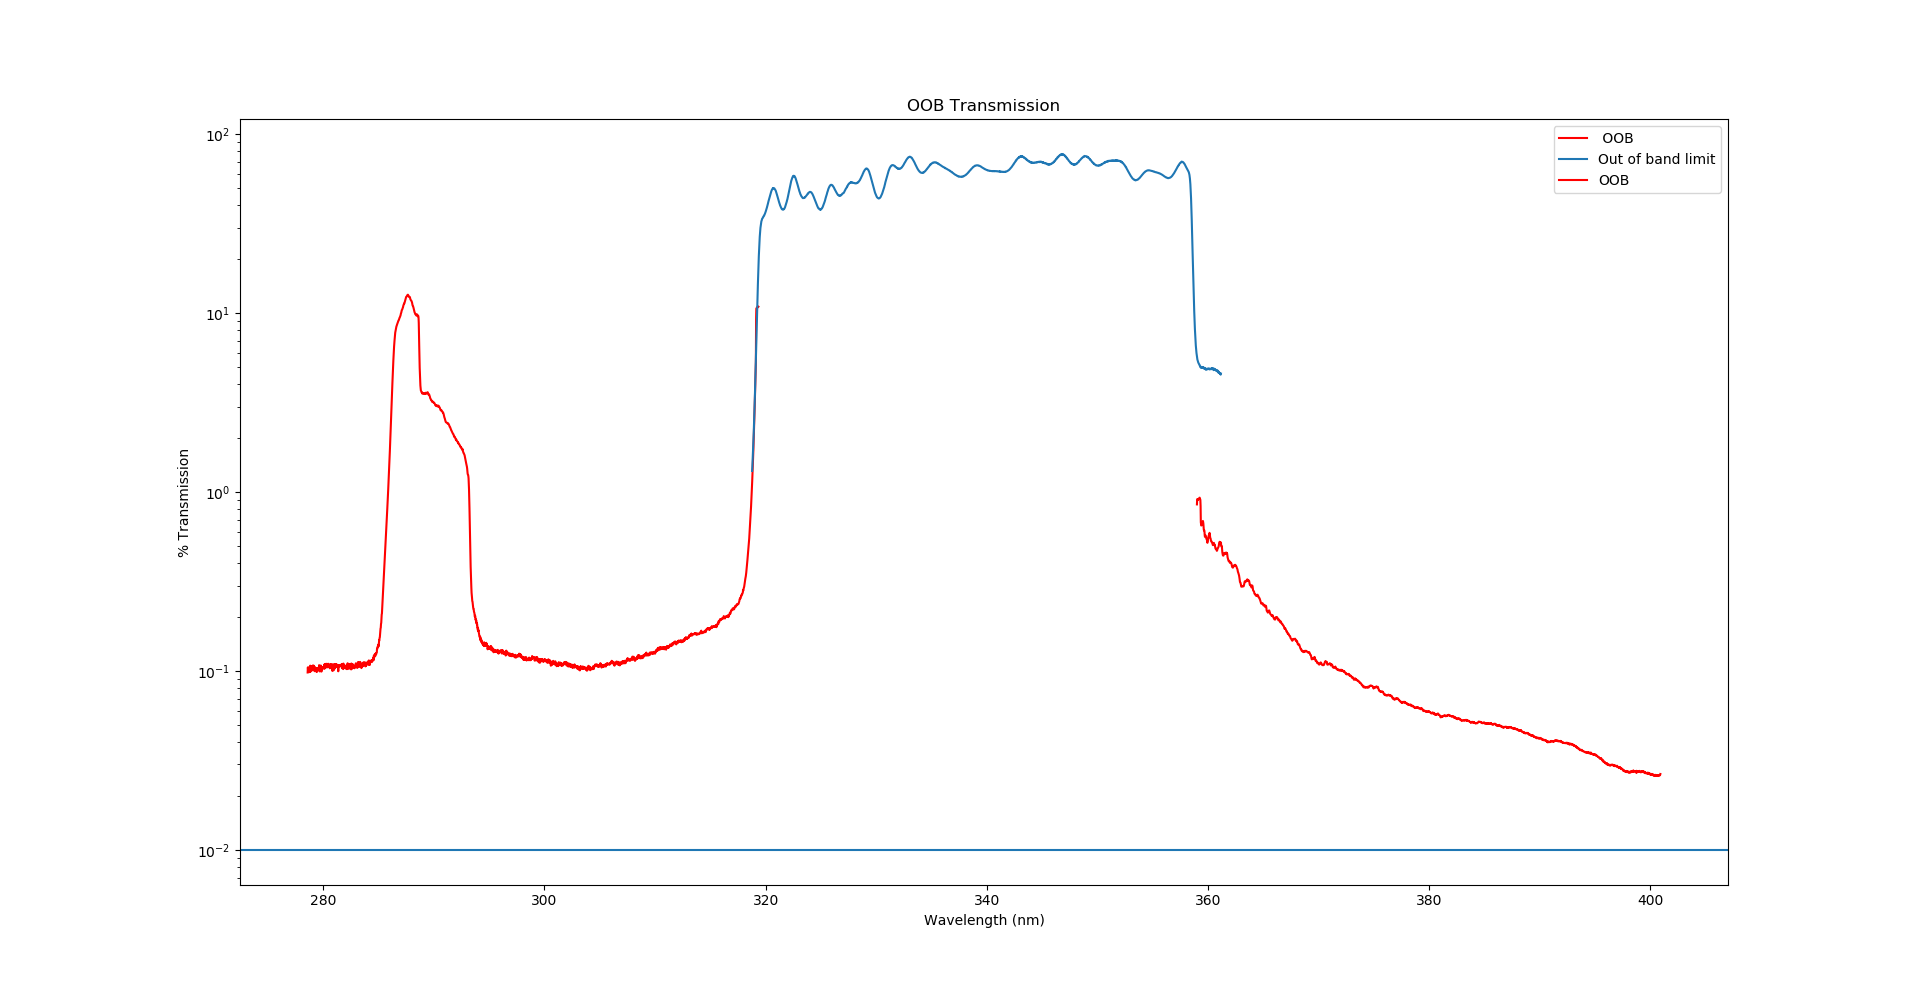 OOB Transmission
10²
10¹
10⁰
10⁻¹
10⁻²
% Transmission
OOB
Out of band limit
OOB
280 300 320 340 360 380 400
Wavelength (nm)